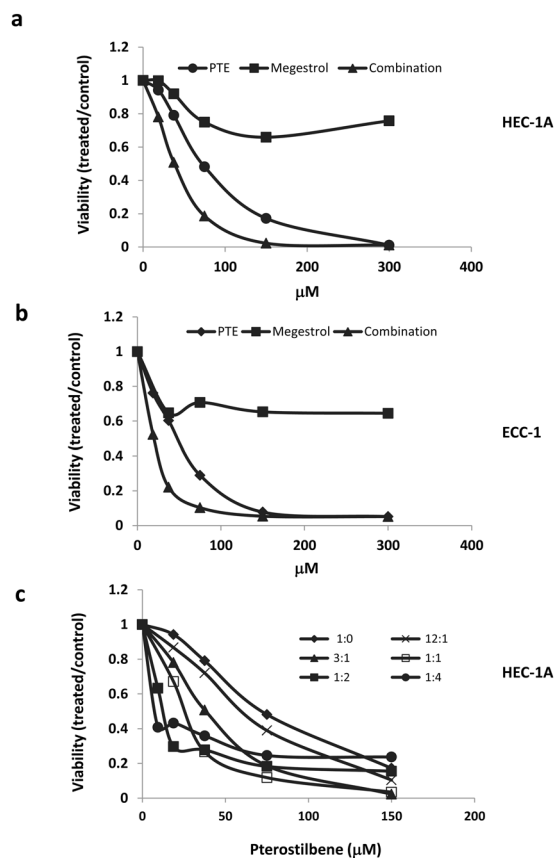 a
1.2
1
0.8
0.6
0.4
0.2
0
Viability (treated/control)
PTE Megestrol Combination
HEC-1A
0 100 200 300 400
μM
b
1.2
1
0.8
0.6
0.4
0.2
0
Viability (treated/control)
PTE Megestrol Combination
ECC-1
0 100 200 300 400
μM
c
1.2
1
0.8
0.6
0.4
0.2
0
Viability (treated/control)
1:0 12:1
3:1 1:1
1:2 1:4
HEC-1A
0 50 100 150 200
Pterostilbene (μM)